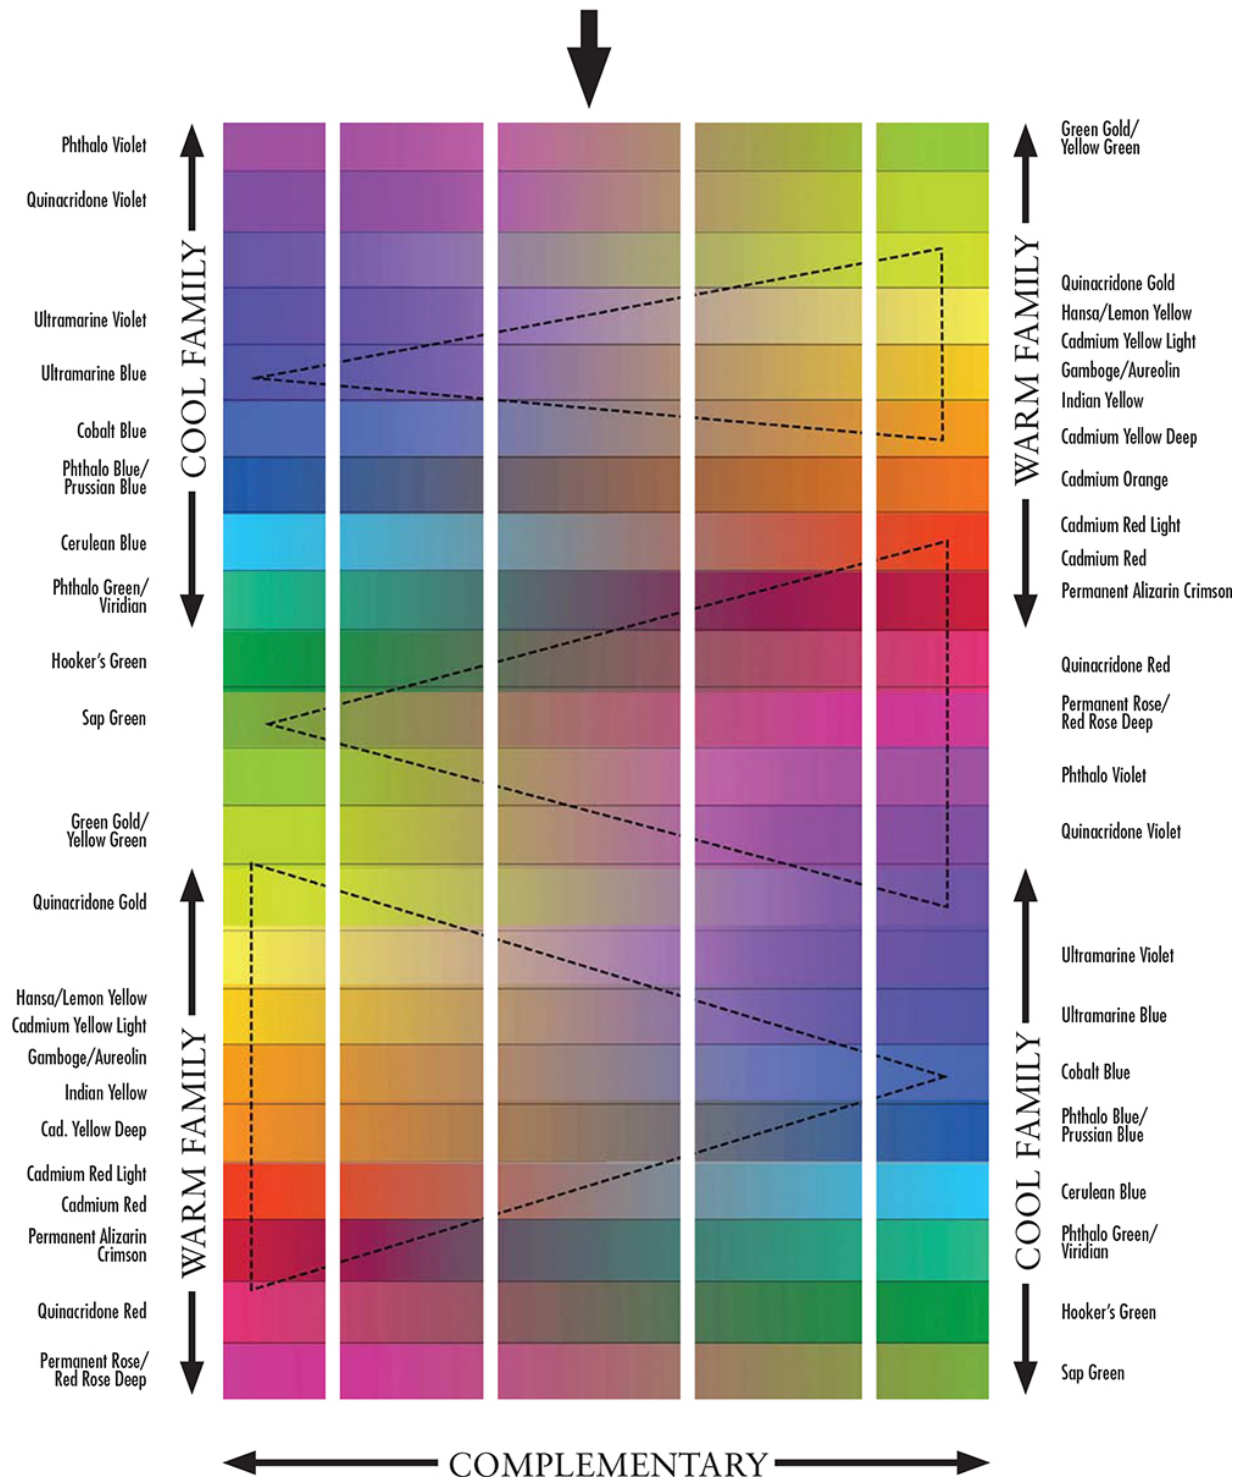 Phthalo Violet
Quinacridone Violet
Ultramarine Violet
Ultramarine Blue
Cobalt Blue
Phthalo Blue/
Prussian Blue
Cerulean Blue
Phthalo Green/
Viridian
Hooker's Green
Sap Green
Green Gold/
Yellow Green
Quinacridone Gold
Hansa/Lemon Yellow
Cadmium Yellow Light
Gamboge/Aureolin
Indian Yellow
Cad. Yellow Deep
Cadmium Red Light
Cadmium Red
Permanent Alizarin
Crimson
Quinacridone Red
Permanent Rose/
Red Rose Deep
COOL FAMILY
WARM FAMILY
WARM FAMILY
COOL FAMILY
Green Gold/
Yellow Green
Quinacridone Gold
Hansa/Lemon Yellow
Cadmium Yellow Light
Gamboge/Aureolin
Indian Yellow
Cadmium Yellow Deep
Cadmium Orange
Cadmium Red Light
Cadmium Red
Permanent Alizarin Crimson
Quinacridone Red
Permanent Rose/
Red Rose Deep
Phthalo Violet
Quinacridone Violet
Ultramarine Violet
Ultramarine Blue
Cobalt Blue
Phthalo Blue/
Prussian Blue
Cerulean Blue
Phthalo Green/
Viridian
Hooker's Green
Sap Green
COMPLEMENTARY